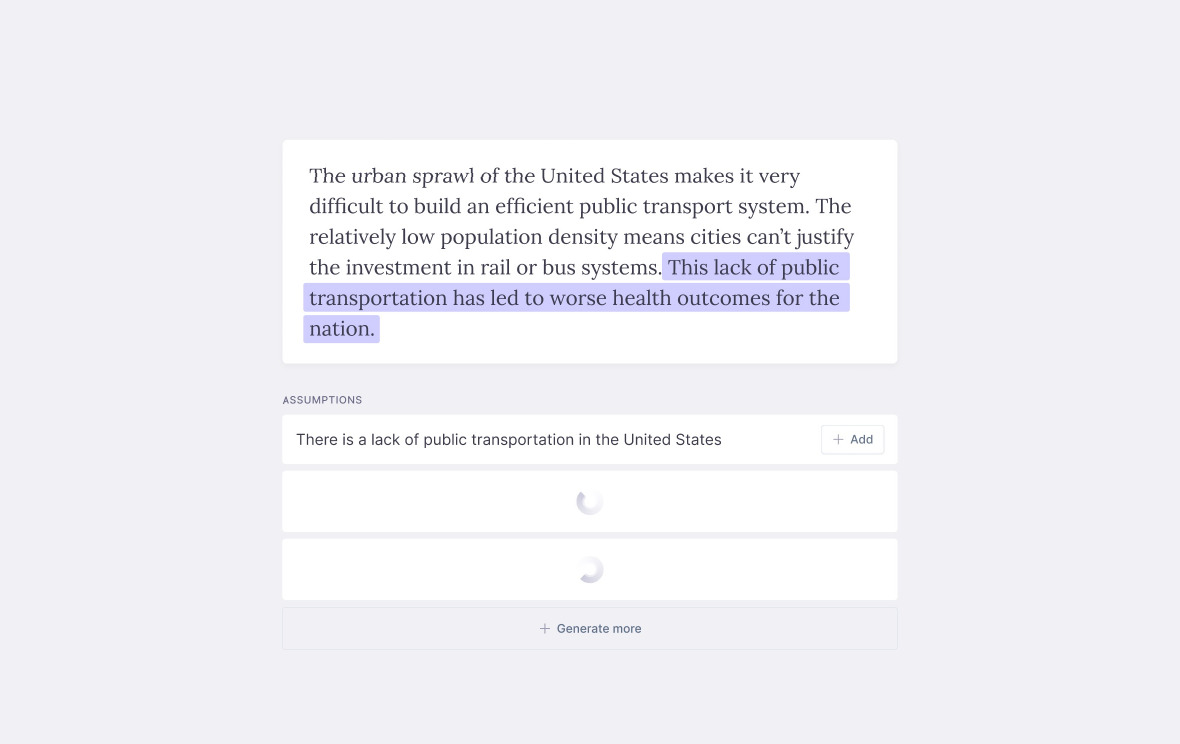 The urban sprawl of the United States makes it very
difficult to build an efficient public transport system. The
relatively low population density means cities can’t justify
the investment in rail or bus systems. This lack of public
transportation has led to worse health outcomes for the
nation.
ASSUMPTIONS
There is a lack of public transportation in the United States
+ Add
+ Generate more